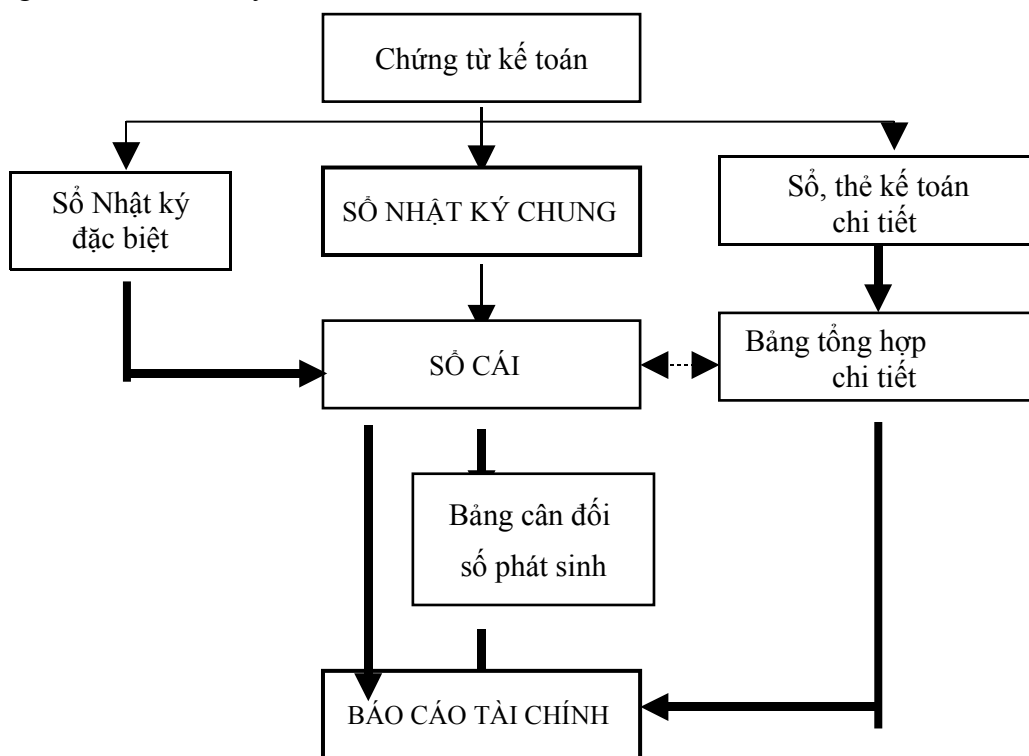 Chứng từ kế toán
Sổ Nhật ký
đặc biệt
SỔ NHẬT KÝ CHUNG
Sổ, thẻ kế toán
chi tiết
SỔ CÁI
Bảng tổng hợp
chi tiết
Bảng cân đối
số phát sinh
BÁO CÁO TÀI CHÍNH